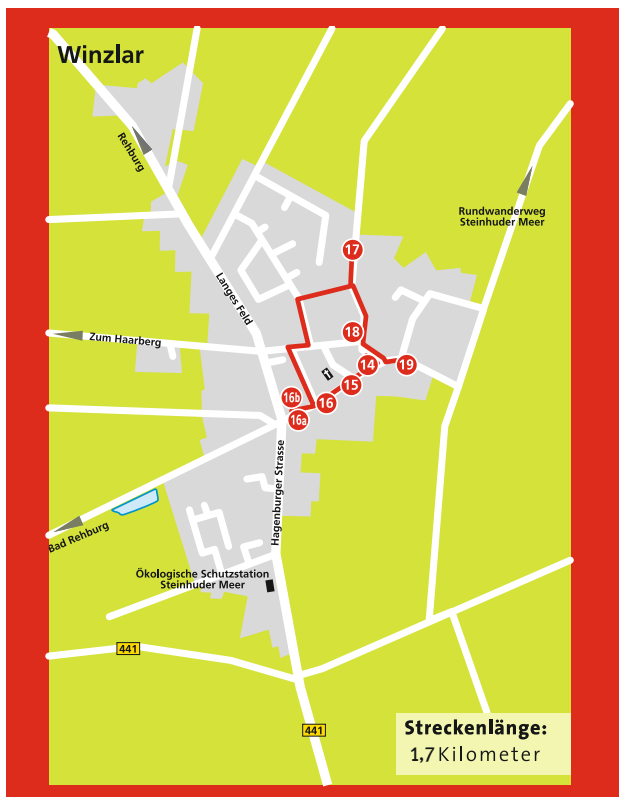 Winzlar
Rehburg
Rundwanderweg
Steinhuder Meer
17
Langes Feld
Zum Haarberg
18
14
19
15
16b
16
16a
Hagenburger Strasse
Bad Rehburg
Ökologische Schutzstation
Steinhuder Meer
441
441
Streckenlänge:
1,7 Kilometer